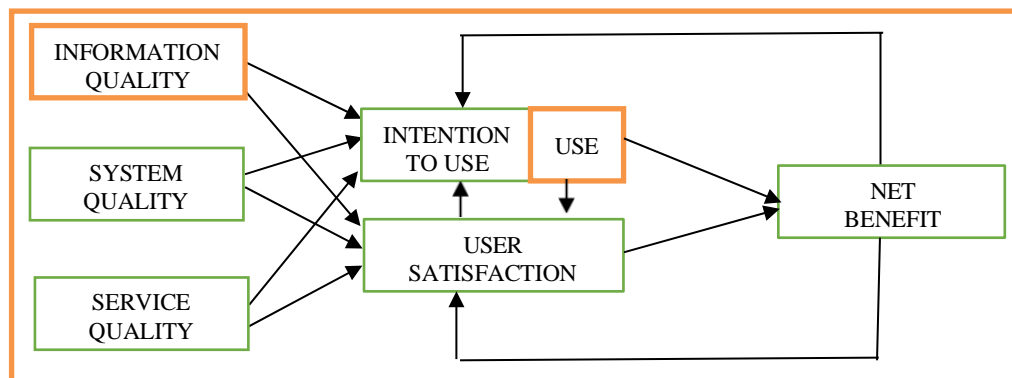 INFORMATION
QUALITY
INTENTION
TO USE
USE
SYSTEM
QUALITY
NET
BENEFIT
USER
SATISFACTION
SERVICE
QUALITY